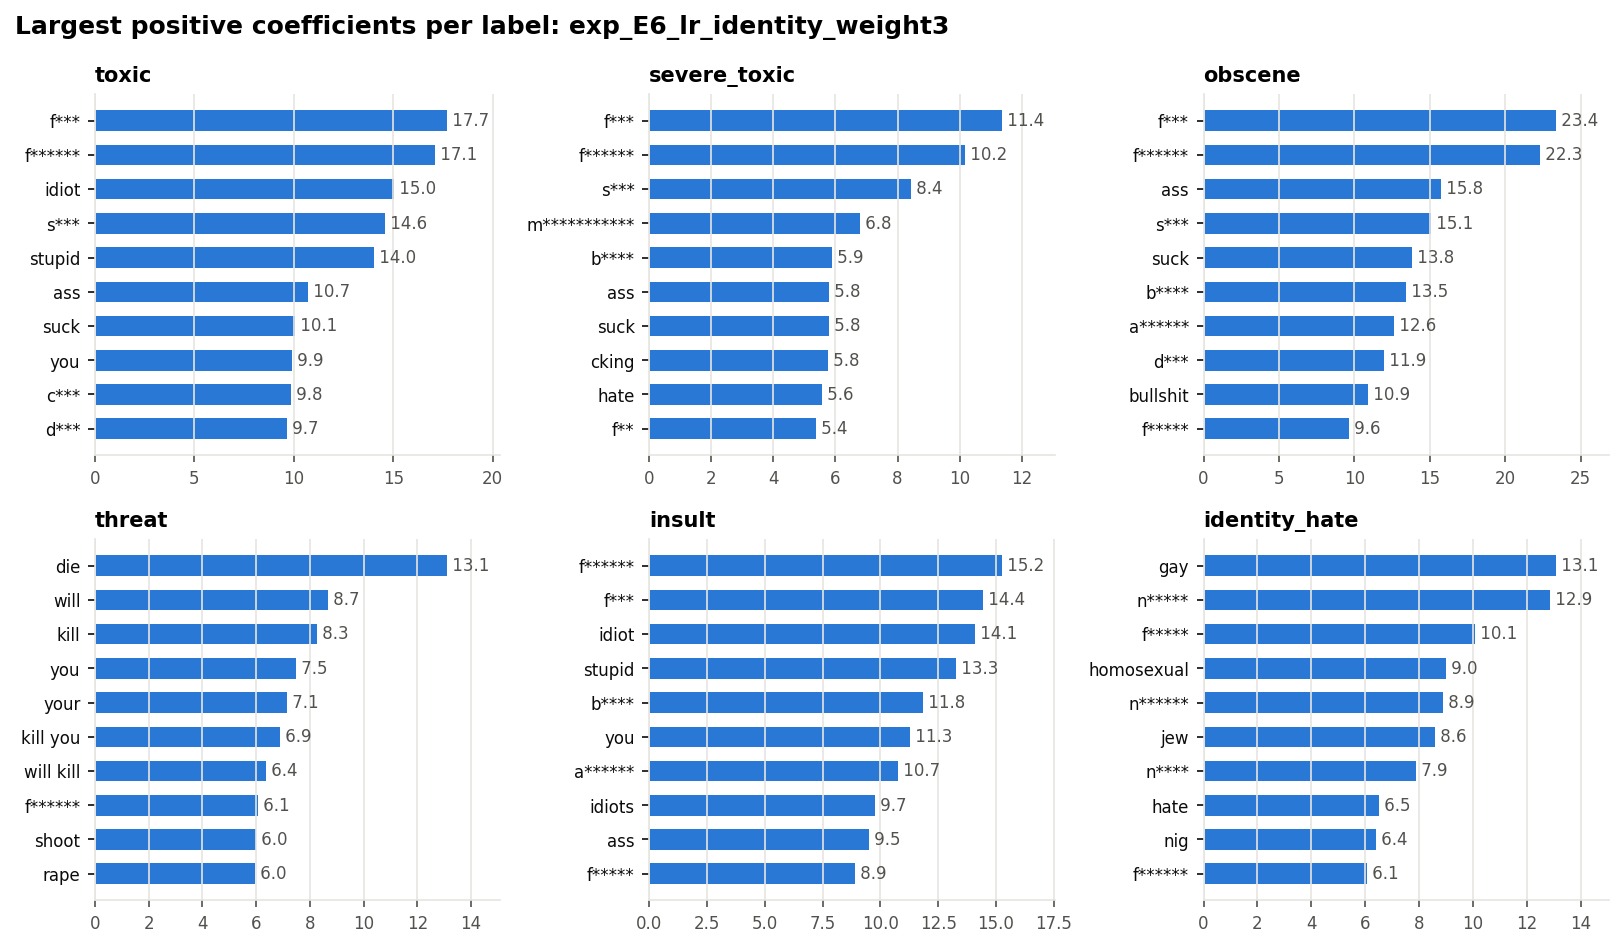 Largest positive coefficients per label: exp_E6_lr_identity_weight3
toxic
f*** 17.7
f****** 17.1
idiot 15.0
s*** 14.6
stupid 14.0
ass 10.7
suck 10.1
you 9.9
c*** 9.8
d*** 9.7
0 5 10 15 20
severe_toxic
f*** 11.4
f****** 10.2
s*** 8.4
m*********** 6.8
b**** 5.9
ass 5.8
suck 5.8
cking 5.8
hate 5.6
f** 5.4
0 2 4 6 8 10 12
obscene
f*** 23.4
f****** 22.3
ass 15.8
s*** 15.1
suck 13.8
b**** 13.5
a****** 12.6
d*** 11.9
bullshit 10.9
f***** 9.6
0 5 10 15 20 25
threat
die 13.1
will 8.7
kill 8.3
you 7.5
your 7.1
kill you 6.9
will kill 6.4
f****** 6.1
shoot 6.0
rape 6.0
0 2 4 6 8 10 12 14
insult
f****** 15.2
f*** 14.4
idiot 14.1
stupid 13.3
b**** 11.8
you 11.3
a****** 10.7
idiots 9.7
ass 9.5
f***** 8.9
0.0 2.5 5.0 7.5 10.0 12.5 15.0 17.5
identity_hate
gay 13.1
n***** 12.9
f***** 10.1
homosexual 9.0
n****** 8.9
jew 8.6
n**** 7.9
hate 6.5
nig 6.4
f****** 6.1
0 2 4 6 8 10 12 14